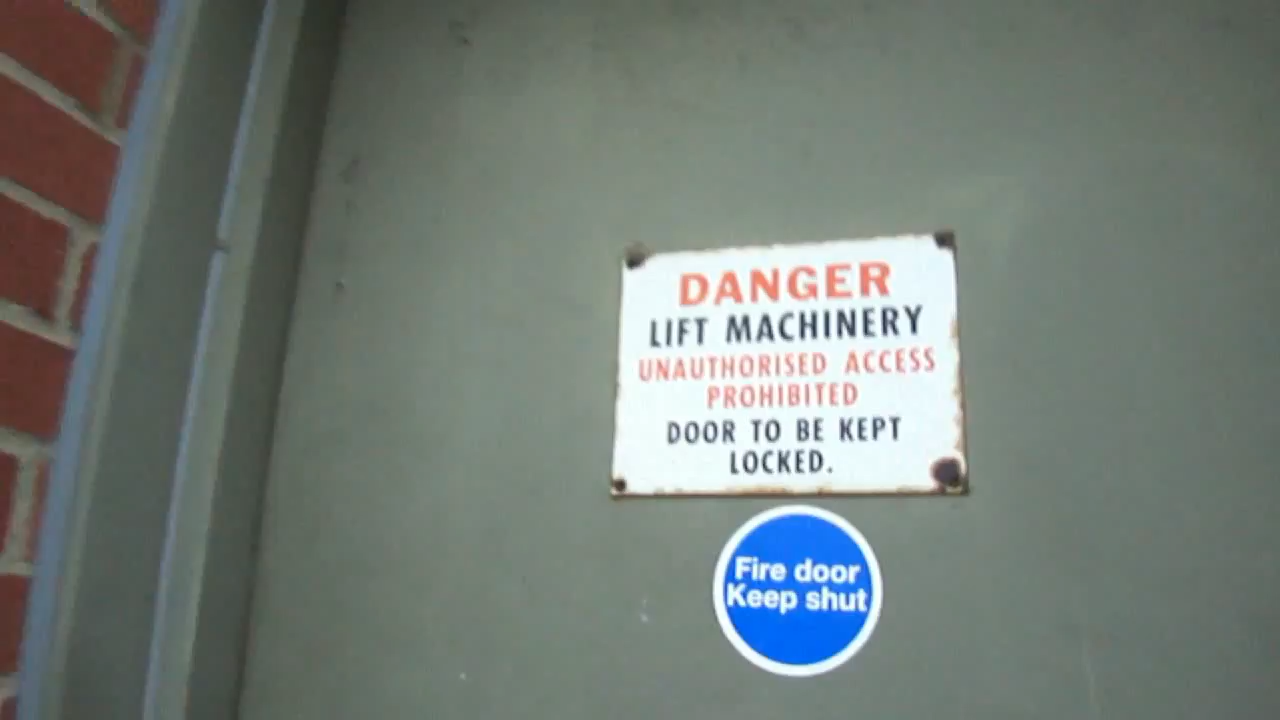 DANGER
LIFT MACHINERY
UNAUTHORISED ACCESS
PROHIBITED
DOOR TO BE KEPT
LOCKED.
Fire door
Keep shut